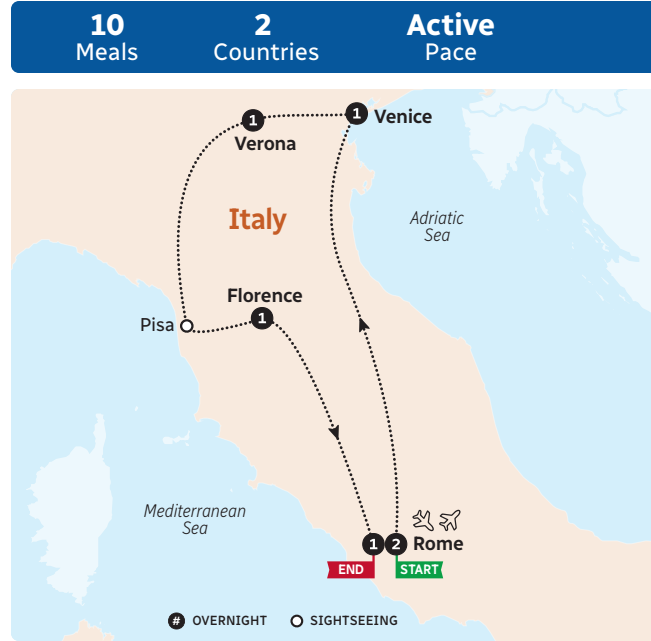 10
Meals
2
Countries
Active
Pace
1
Verona
1
Venice
Italy
Adriatic
Sea
Florence
1
Pisa
Mediterranean
Sea
1
2
Rome
END
START
# OVERNIGHT
SIGHTSEEING